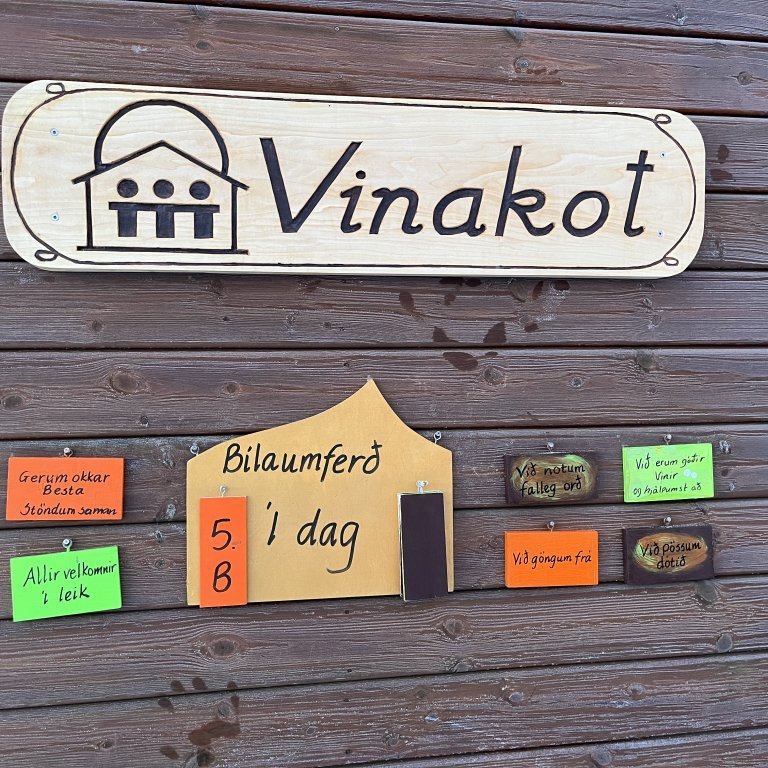 Vinakot
Gerum okkar
Besta
Stöndum saman
Allir velkomnir
í leik
Bílaumferð
í dag
5.
B
Við notum
falleg orð
Við erum góðir
Vinir
og hjálpumst að
Við göngum frá
Við pössum
dótið